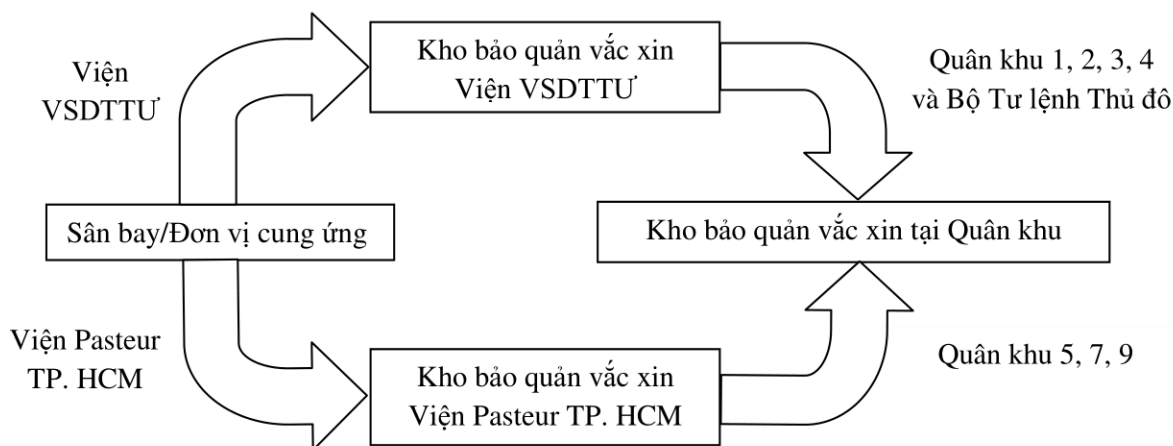 Viện
VSDTTƯ
Kho bảo quản vắc xin
Viện VSDTTƯ
Quân khu 1, 2, 3, 4
và Bộ Tư lệnh Thủ đô
Sân bay/Đơn vị cung ứng
Kho bảo quản vắc xin tại Quân khu
Viện Pasteur
TP. HCM
Kho bảo quản vắc xin
Viện Pasteur TP. HCM
Quân khu 5, 7, 9